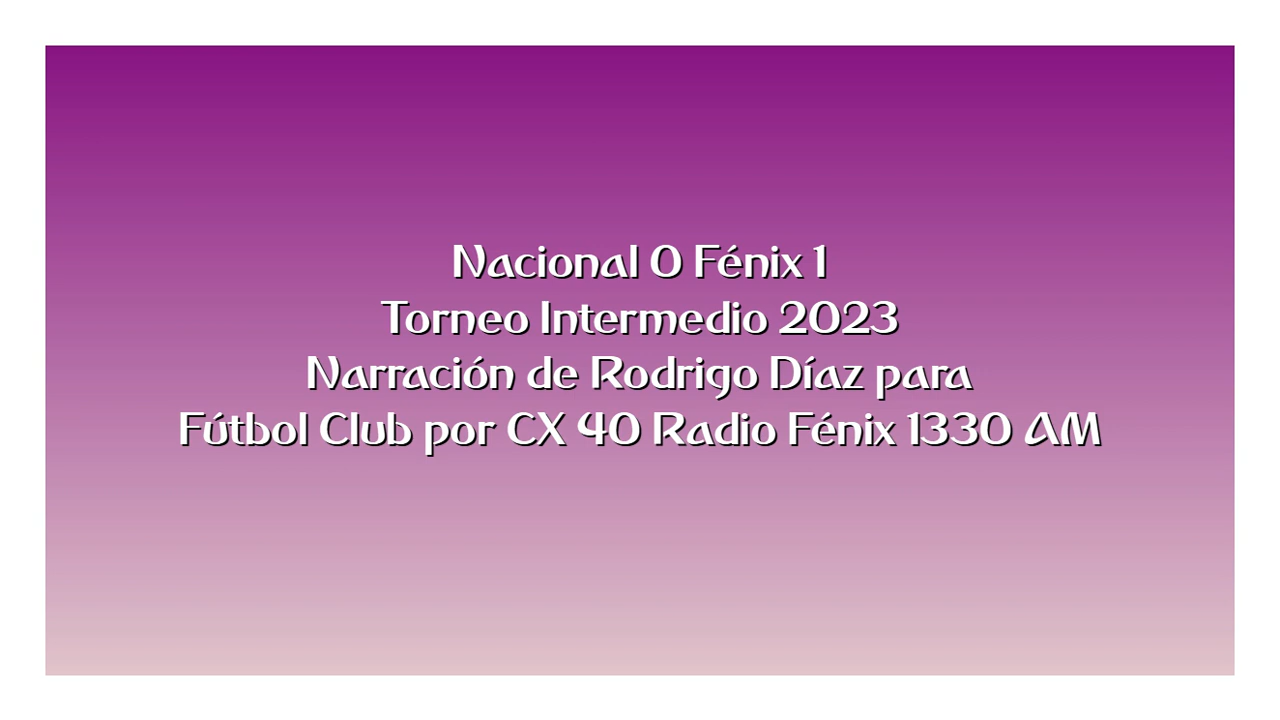 Nacional 0 Fénix 1
Torneo Intermedio 2023
Narración de Rodrigo Díaz para
Fútbol Club por CX 40 Radio Fénix 1330 AM